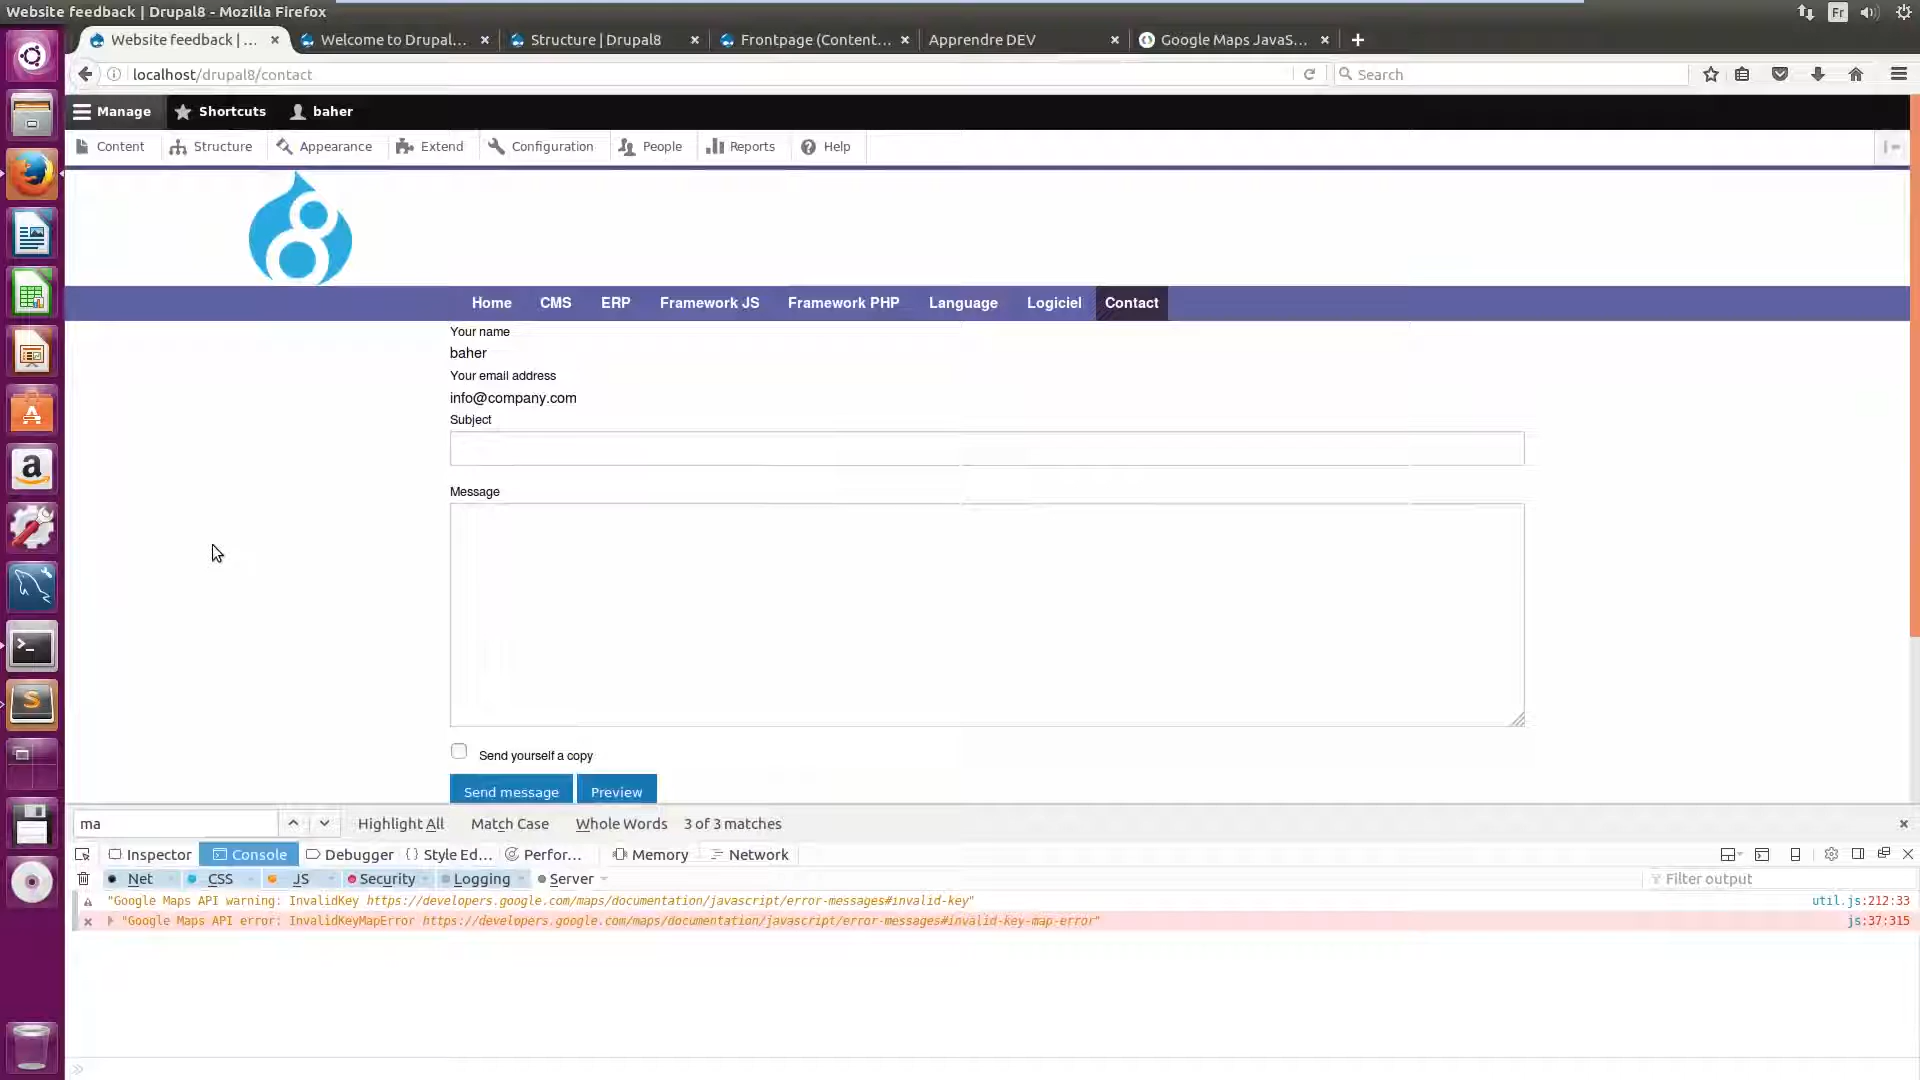 Website feedback | Drupal8 - Mozilla Firefox
Fr
Website feedback | ...
Welcome to Drupal...
Structure | Drupal8
Frontpage (Content...
Apprendre DEV
Google Maps JavaS...
localhost/drupal8/contact
Search
Manage
Shortcuts
baher
Content
Structure
Appearance
Extend
Configuration
People
Reports
Help
Home
CMS
ERP
Framework JS
Framework PHP
Language
Logiciel
Contact
Your name
baher
Your email address
info@company.com
Subject
Message
Send yourself a copy
Send message
Preview
ma
Highlight All
Match Case
Whole Words
3 of 3 matches
Inspector
Console
Debugger
Style Ed...
Perfor...
Memory
Network
Net
CSS
JS
Security
Logging
Server
Filter output
"Google Maps API warning: InvalidKey https://developers.google.com/maps/documentation/javascript/error-messages#invalid-key"
util.js:212:33
"Google Maps API error: InvalidKeyMapError https://developers.google.com/maps/documentation/javascript/error-messages#invalid-key-map-error"
js:37:315